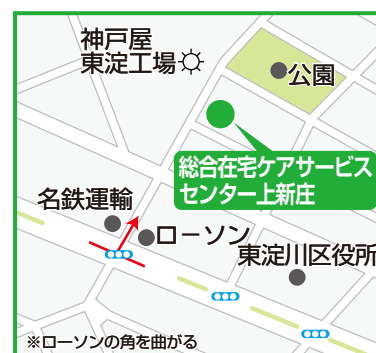 神戸屋
東淀工場
公園
総合在宅ケアサービス
センター上新庄
名鉄運輸
ローソン
東淀川区役所
※ローソンの角を曲がる